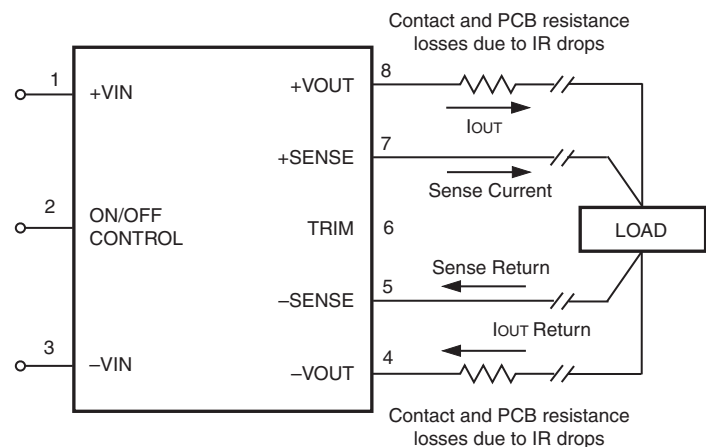 Contact and PCB resistance
losses due to IR drops
1
+VIN
+VOUT
8
IOUT
7
+SENSE
Sense Current
2
ON/OFF
CONTROL
TRIM
6
LOAD
Sense Return
5
–SENSE
IOUT Return
3
–VIN
4
–VOUT
Contact and PCB resistance
losses due to IR drops